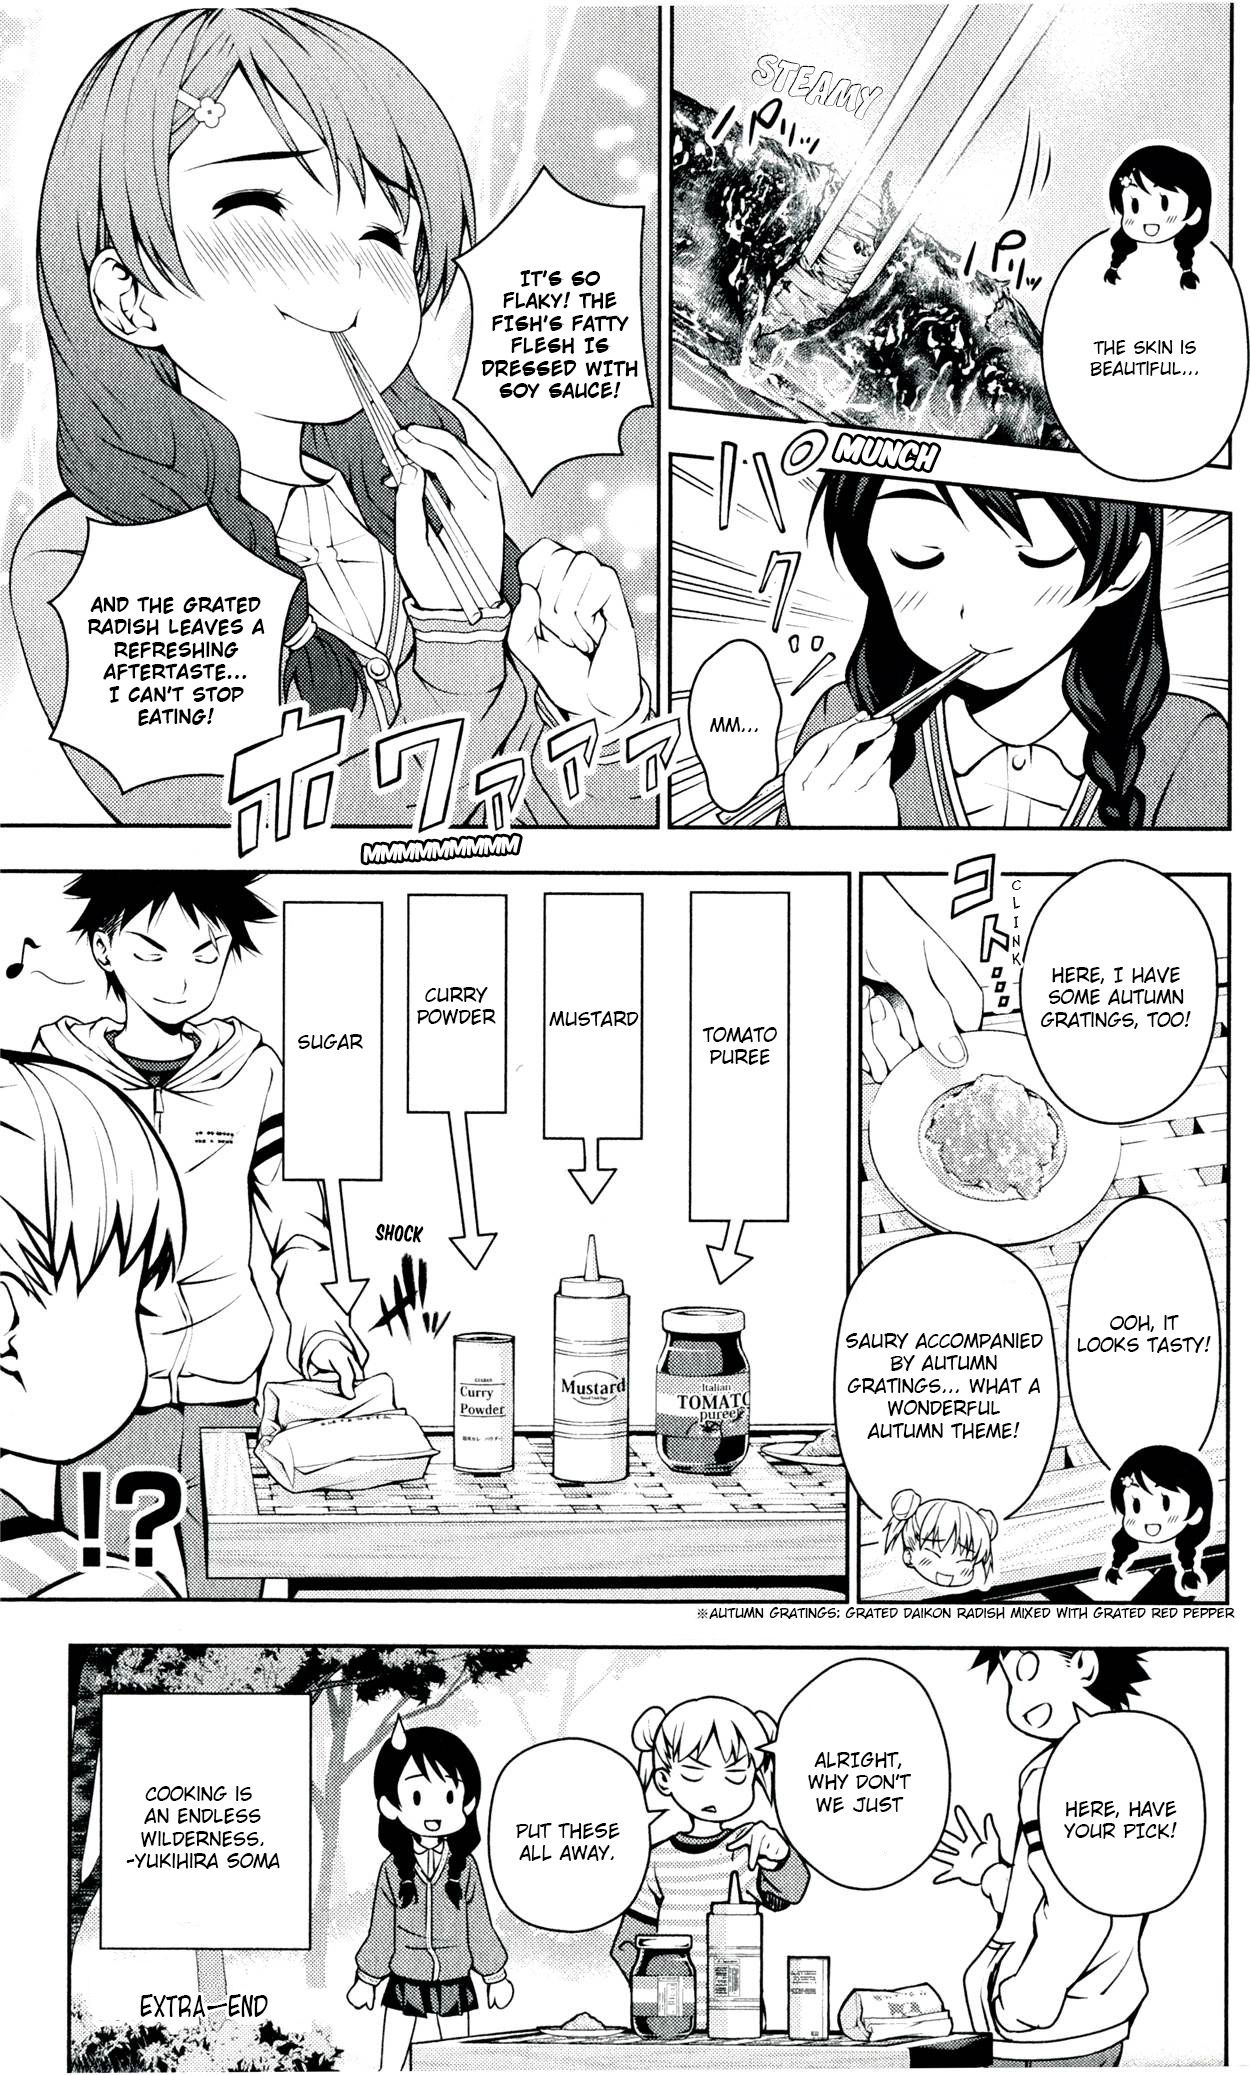 STEAMY
パリッ
パリッ
THE SKIN IS
BEAUTIFUL...
MUNCH
パク
MM...
IT'S SO
FLAKY! THE
FISH'S FATTY
FLESH IS
DRESSED WITH
SOY SAUCE!
AND THE GRATED
RADISH LEAVES A
REFRESHING
AFTERTASTE...
I CAN'T STOP
EATING!
ホワァァァ
MMMMMMMMMM
コト...
CLINK
HERE, I HAVE
SOME AUTUMN
GRATINGS, TOO!
OOH, IT
LOOKS TASTY!
SAURY ACCOMPANIED
BY AUTUMN
GRATINGS... WHAT A
WONDERFUL
AUTUMN THEME!
※AUTUMN GRATINGS: GRATED DAIKON RADISH MIXED WITH GRATED RED PEPPER
TOMATO
PUREE
MUSTARD
CURRY
POWDER
SUGAR
SHOCK
Curry
Powder
Mustard
Italian
TOMATO
puree
!?
HERE, HAVE
YOUR PICK!
ALRIGHT,
WHY DON'T
WE JUST
PUT THESE
ALL AWAY.
COOKING IS
AN ENDLESS
WILDERNESS.
-YUKIHIRA SOMA
EXTRA—END